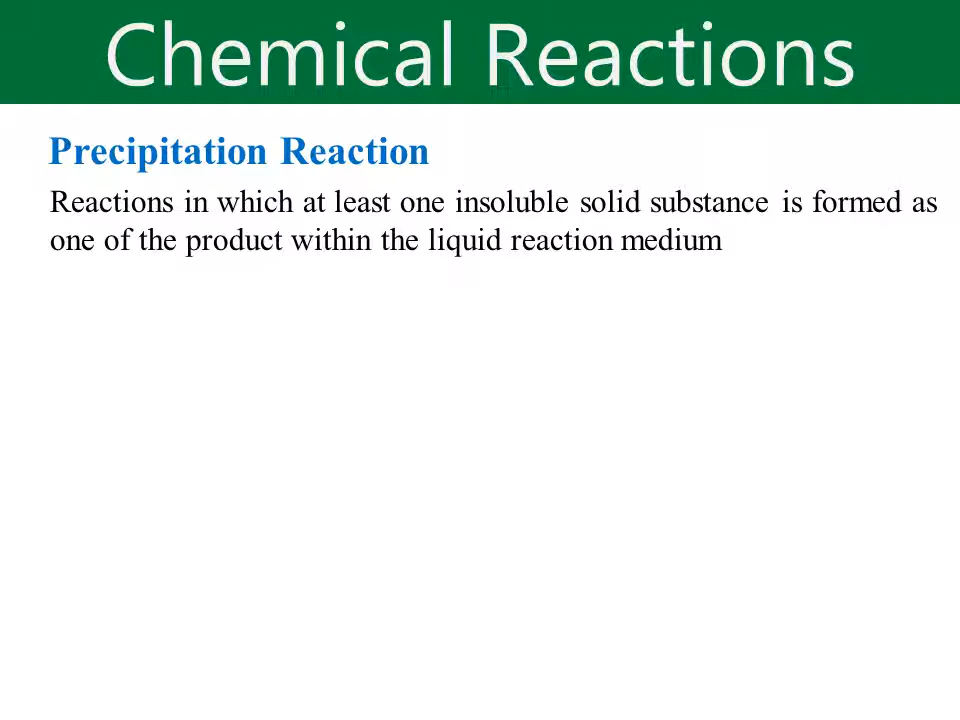 Chemical Reactions
Precipitation Reaction
Reactions in which at least one insoluble solid substance is formed as
one of the product within the liquid reaction medium